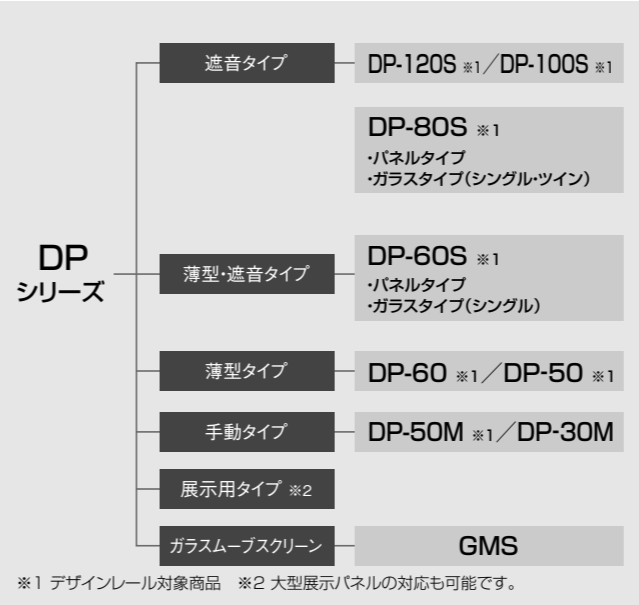 DP
シリーズ
遮音タイプ
DP-120S ※1／DP-100S ※1
DP-80S ※1
・パネルタイプ
・ガラスタイプ（シングル・ツイン）
薄型・遮音タイプ
DP-60S ※1
・パネルタイプ
・ガラスタイプ（シングル）
薄型タイプ
DP-60 ※1／DP-50 ※1
手動タイプ
DP-50M ※1／DP-30M
展示用タイプ ※2
ガラスムーブスクリーン
GMS
※1 デザインレール対象商品　※2 大型展示パネルの対応も可能です。